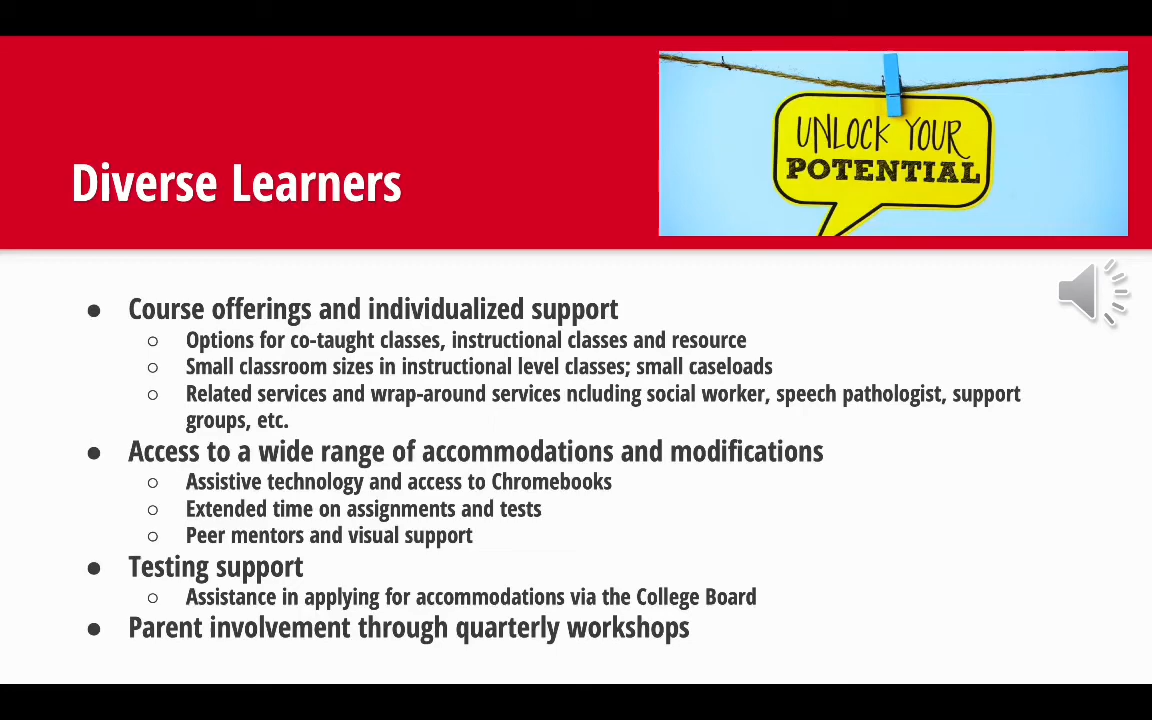 UNLOCK YOUR
POTENTIAL
Diverse Learners
● Course offerings and individualized support
○ Options for co-taught classes, instructional classes and resource
○ Small classroom sizes in instructional level classes; small caseloads
○ Related services and wrap-around services ncluding social worker, speech pathologist, support
groups, etc.
● Access to a wide range of accommodations and modifications
○ Assistive technology and access to Chromebooks
○ Extended time on assignments and tests
○ Peer mentors and visual support
● Testing support
○ Assistance in applying for accommodations via the College Board
● Parent involvement through quarterly workshops